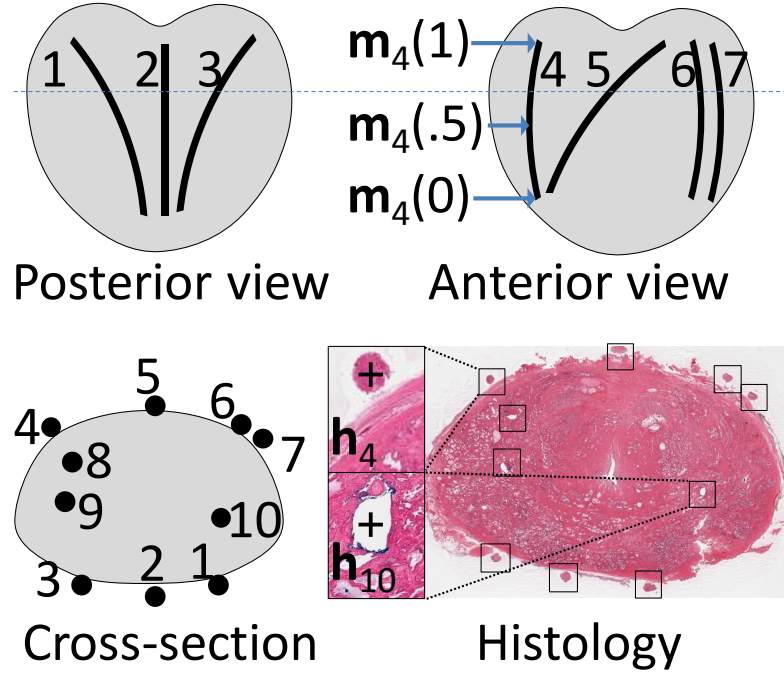 1 2 3
m4(1)
4 5 6 7
m4(.5)
m4(0)
Posterior view
Anterior view
5
4 6
7
8
9
10
3 2 1
h4
h10
Cross-section
Histology